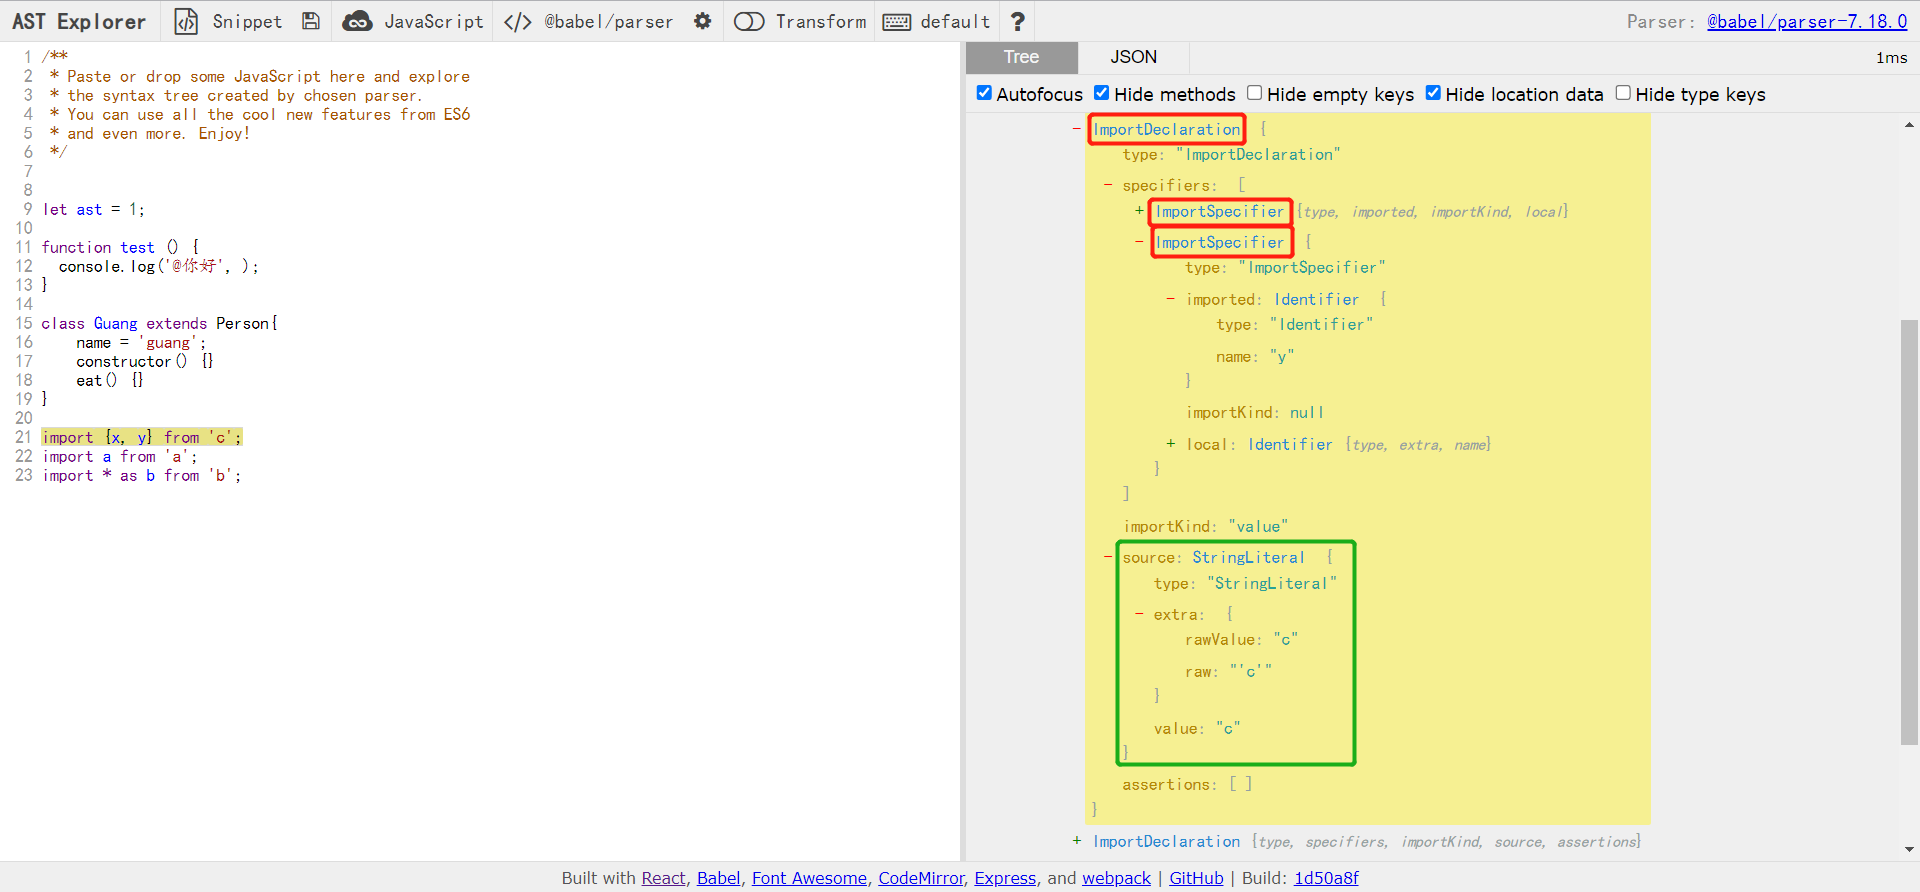 AST Explorer Snippet JavaScript </> @babel/parser Transform default ? Parser: @babel/parser-7.18.0
1 /**
2  * Paste or drop some JavaScript here and explore
3  * the syntax tree created by chosen parser.
4  * You can use all the cool new features from ES6
5  * and even more. Enjoy!
6  */
7
8
9 let ast = 1;
10
11 function test () {
12   console.log('@你好', );
13 }
14
15 class Guang extends Person{
16     name = 'guang';
17     constructor() {}
18     eat() {}
19 }
20
21 import {x, y} from 'c';
22 import a from 'a';
23 import * as b from 'b';
Tree JSON 1ms
Autofocus Hide methods Hide empty keys Hide location data Hide type keys
- ImportDeclaration {
type: "ImportDeclaration"
- specifiers: [
+ ImportSpecifier {type, imported, importKind, local}
- ImportSpecifier {
type: "ImportSpecifier"
- imported: Identifier {
type: "Identifier"
name: "y"
}
importKind: null
+ local: Identifier {type, extra, name}
}
]
importKind: "value"
- source: StringLiteral {
type: "StringLiteral"
- extra: {
rawValue: "c"
raw: "'c'"
}
value: "c"
}
assertions: [ ]
}
+ ImportDeclaration {type, specifiers, importKind, source, assertions}
Built with React, Babel, Font Awesome, CodeMirror, Express, and webpack | GitHub | Build: 1d50a8f